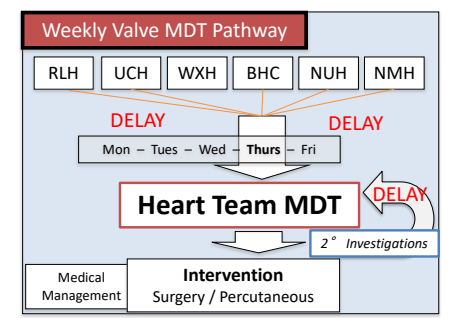 Weekly Valve MDT Pathway
RLH UCH WXH BHC NUH NMH
DELAY DELAY
Mon – Tues – Wed – Thurs – Fri
Heart Team MDT
DELAY
2° Investigations
Medical
Management
Intervention
Surgery / Percutaneous